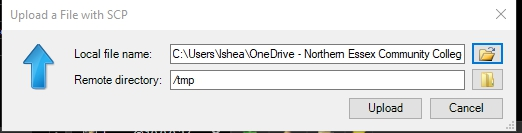 Upload a File with SCP
Local file name: C:\Users\lshea\OneDrive - Northern Essex Community Colleg
Remote directory: /tmp
Upload Cancel